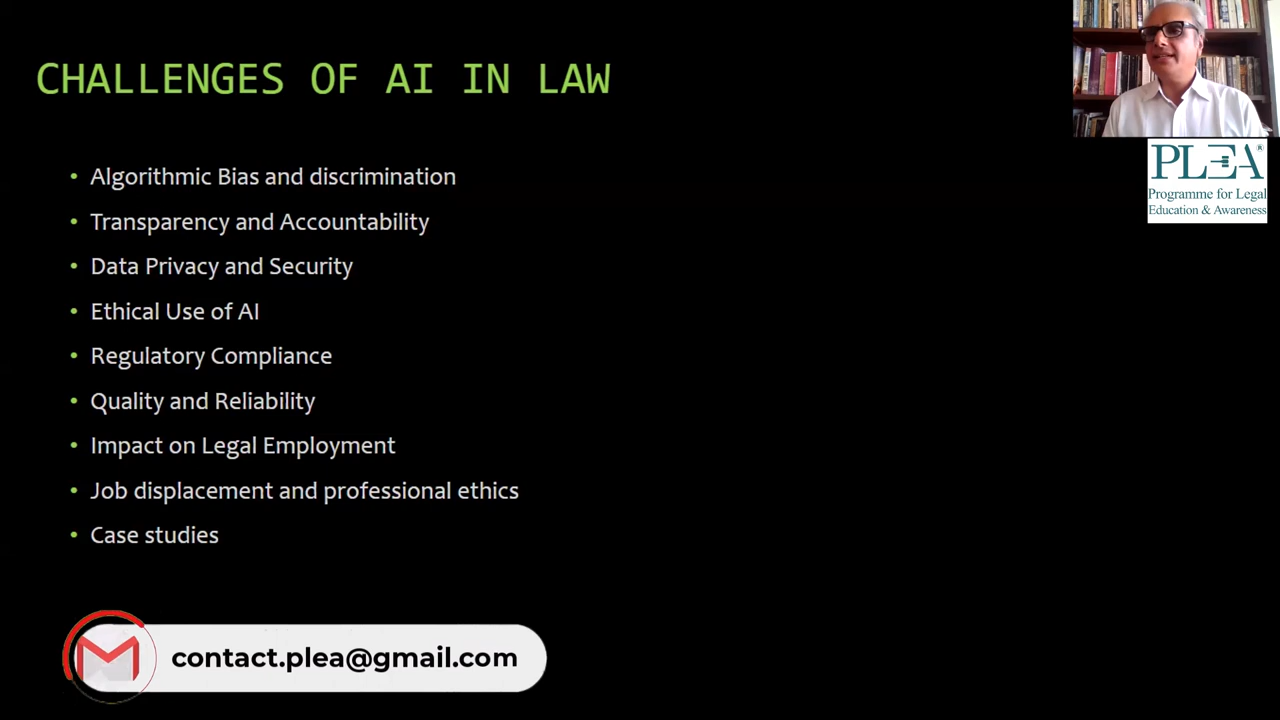 CHALLENGES OF AI IN LAW
PLEA®
Programme for Legal
Education & Awareness
Algorithmic Bias and discrimination
Transparency and Accountability
Data Privacy and Security
Ethical Use of AI
Regulatory Compliance
Quality and Reliability
Impact on Legal Employment
Job displacement and professional ethics
Case studies
contact.plea@gmail.com